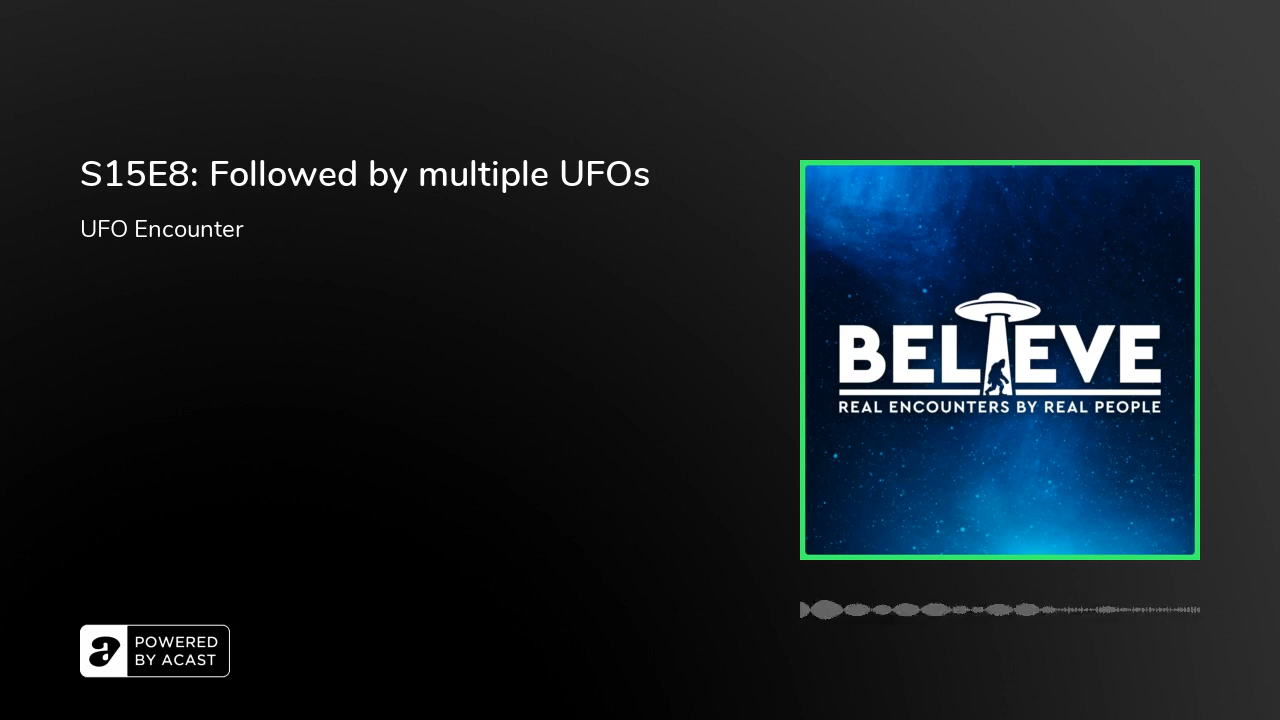 S15E8: Followed by multiple UFOs
UFO Encounter
BELIEVE
REAL ENCOUNTERS BY REAL PEOPLE
a POWERED
BY ACAST